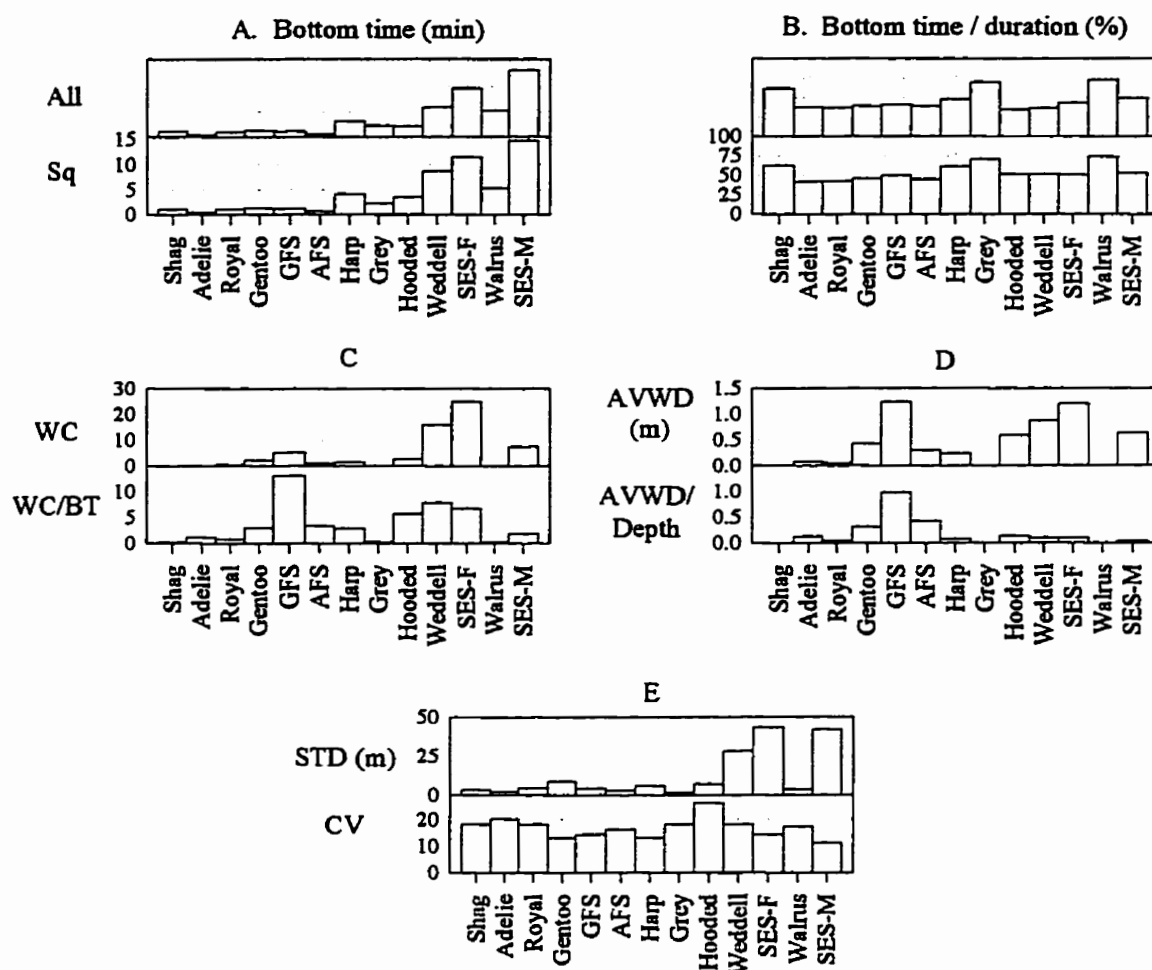 A. Bottom time (min)
B. Bottom time / duration (%)
All
Sq
15
10
5
0
Shag
Adelie
Royal
Gentoo
GFS
AFS
Harp
Grey
Hooded
Weddell
SES-F
Walrus
SES-M
100
75
50
25
0
Shag
Adelie
Royal
Gentoo
GFS
AFS
Harp
Grey
Hooded
Weddell
SES-F
Walrus
SES-M
C
WC
30
20
10
0
WC/BT
10
5
0
Shag
Adelie
Royal
Gentoo
GFS
AFS
Harp
Grey
Hooded
Weddell
SES-F
Walrus
SES-M
D
AVWD
(m)
1.5
1.0
0.5
0.0
AVWD/
Depth
1.0
0.5
0.0
Shag
Adelie
Royal
Gentoo
GFS
AFS
Harp
Grey
Hooded
Weddell
SES-F
Walrus
SES-M
E
STD (m)
50
25
0
CV
20
10
0
Shag
Adelie
Royal
Gentoo
GFS
AFS
Harp
Grey
Hooded
Weddell
SES-F
Walrus
SES-M